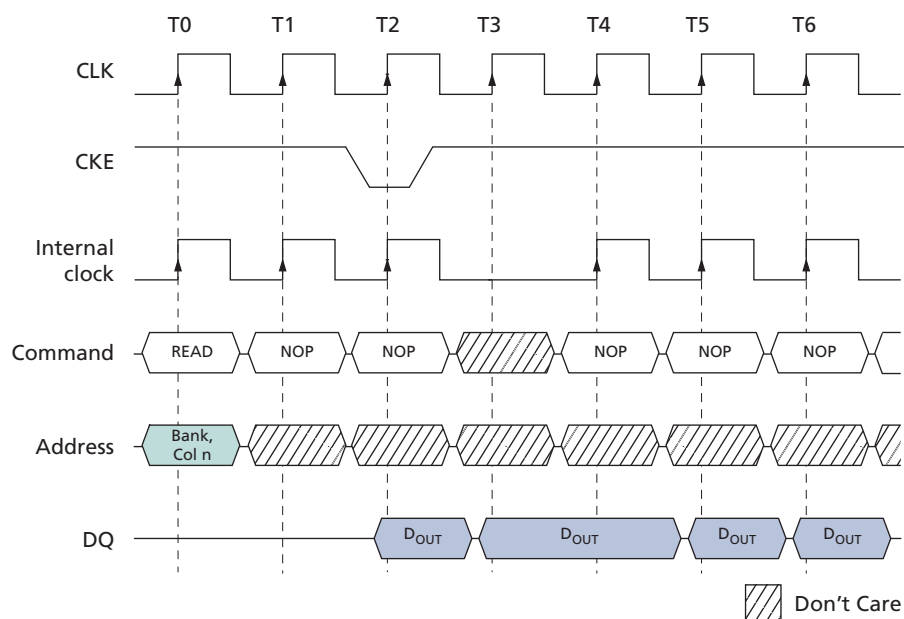 T0 T1 T2 T3 T4 T5 T6
CLK
CKE
Internal
clock
Command READ NOP NOP NOP NOP NOP
Address Bank,
Col n
DQ DOUT DOUT DOUT DOUT
Don't Care